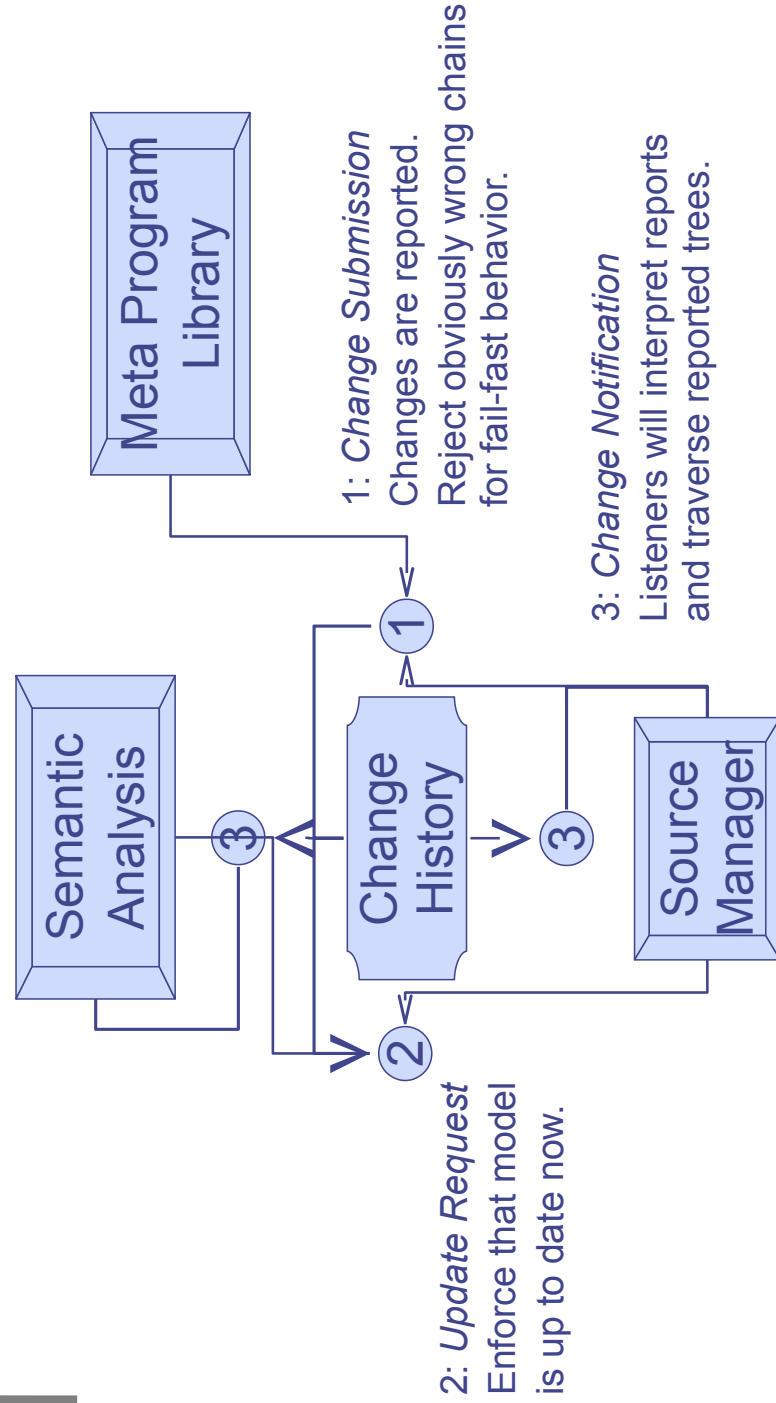 Meta Program
Library
Semantic
Analysis
1: Change Submission
Changes are reported.
Reject obviously wrong chains
for fail-fast behavior.
1
3
Change
History
3
2
2: Update Request
Enforce that model
is up to date now.
3: Change Notification
Listeners will interpret reports
and traverse reported trees.
Source
Manager